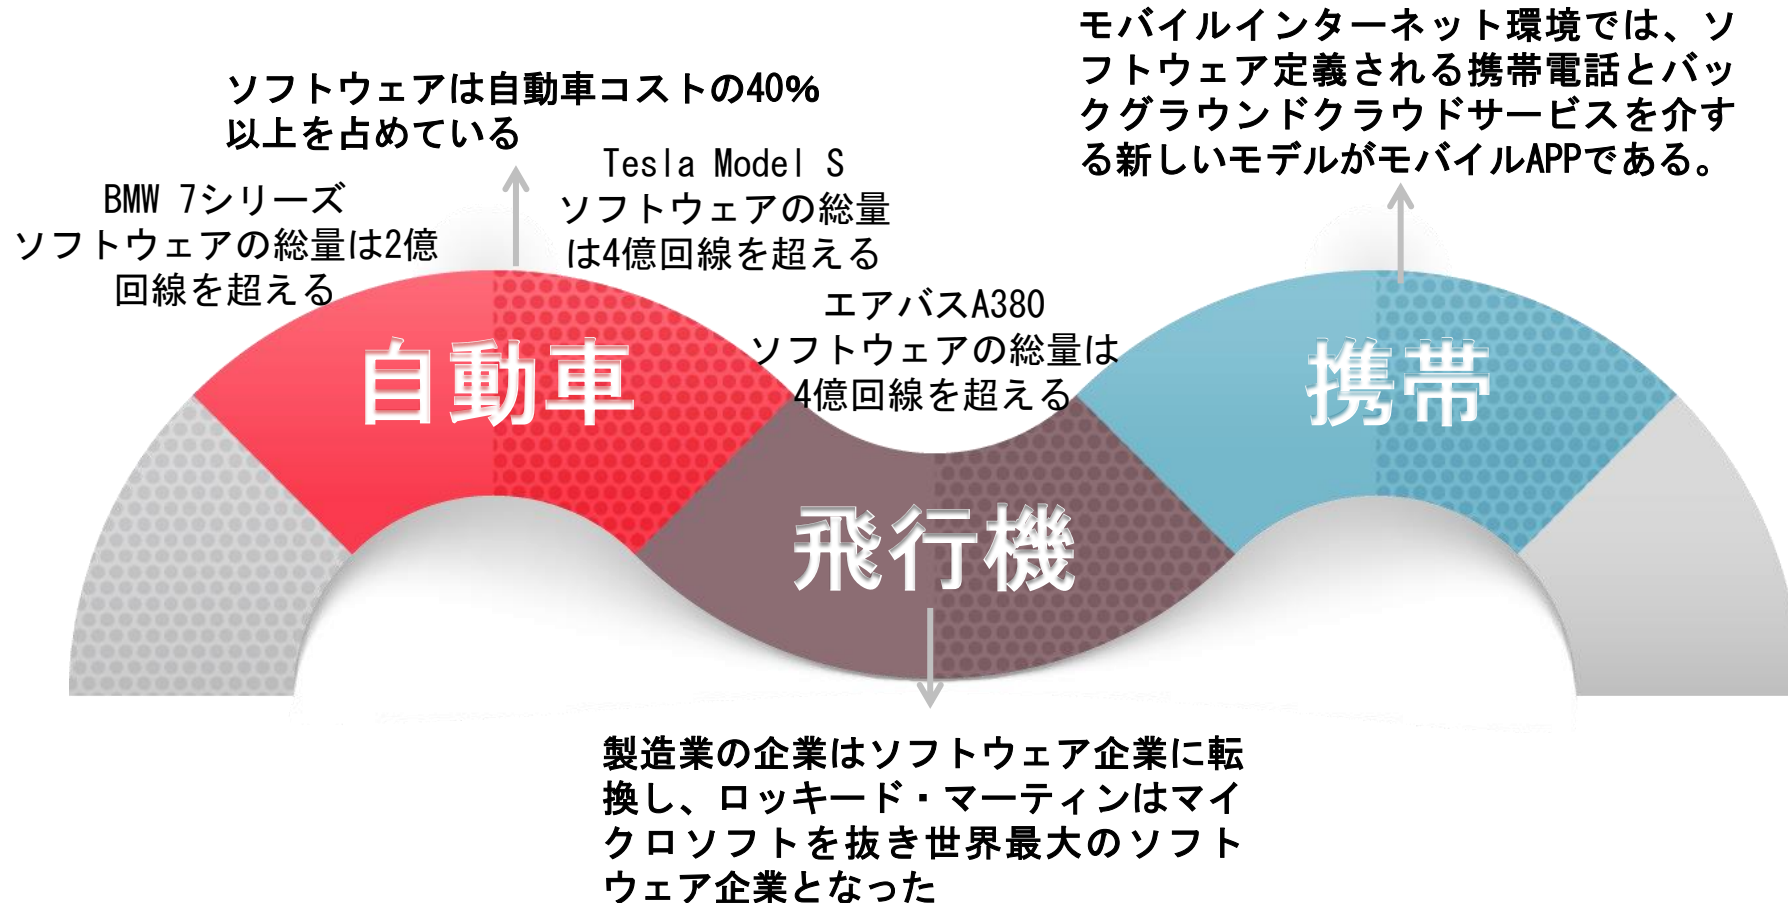 ソフトウェアは自動車コストの40%
以上を占めている
BMW 7シリーズ
ソフトウェアの総量は2億
回線を超える
Tesla Model S
ソフトウェアの総量
は4億回線を超える
エアバスA380
ソフトウェアの総量は
4億回線を超える
モバイルインターネット環境では、ソ
フトウェア定義される携帯電話とバッ
クグラウンドクラウドサービスを介す
る新しいモデルがモバイルAPPである。
自動車
飛行機
携帯
製造業の企業はソフトウェア企業に転
換し、ロッキード・マーティンはマイ
クロソフトを抜き世界最大のソフト
ウェア企業となった